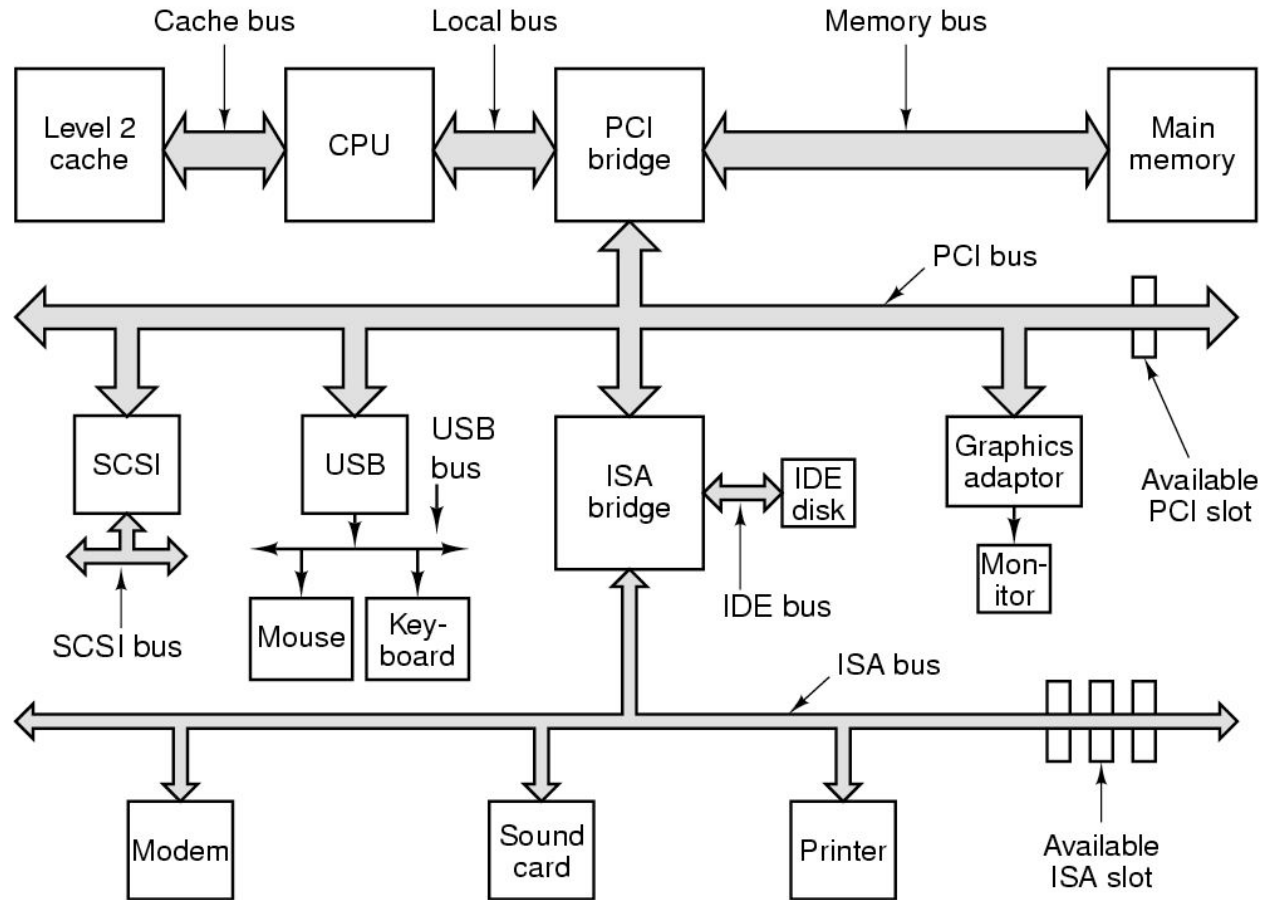 Cache bus
Local bus
Memory bus
Level 2
cache
CPU
PCI
bridge
Main
memory
PCI bus
SCSI
USB
USB
bus
ISA
bridge
IDE
disk
Graphics
adaptor
Available
PCI slot
Mon-
itor
IDE bus
SCSI bus
Mouse
Key-
board
ISA bus
Modem
Sound
card
Printer
Available
ISA slot